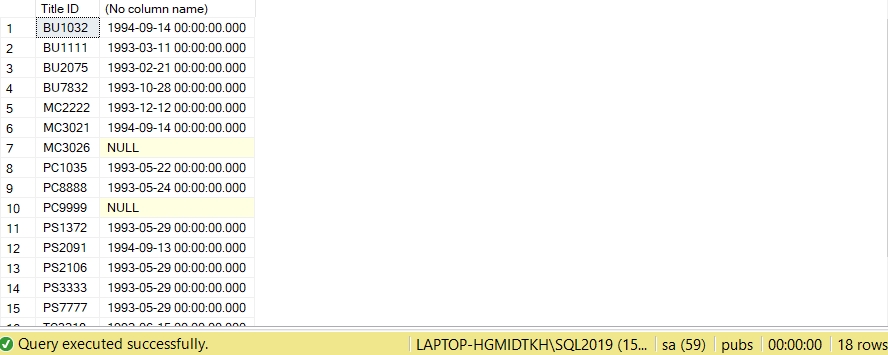 Title ID (No column name)
1 BU1032 1994-09-14 00:00:00.000
2 BU1111 1993-03-11 00:00:00.000
3 BU2075 1993-02-21 00:00:00.000
4 BU7832 1993-10-28 00:00:00.000
5 MC2222 1993-12-12 00:00:00.000
6 MC3021 1994-09-14 00:00:00.000
7 MC3026 NULL
8 PC1035 1993-05-22 00:00:00.000
9 PC8888 1993-05-24 00:00:00.000
10 PC9999 NULL
11 PS1372 1993-05-29 00:00:00.000
12 PS2091 1994-09-13 00:00:00.000
13 PS2106 1993-05-29 00:00:00.000
14 PS3333 1993-05-29 00:00:00.000
15 PS7777 1993-05-29 00:00:00.000
Query executed successfully. LAPTOP-HGMIDTKH\SQL2019 (15... sa (59) pubs 00:00:00 18 rows